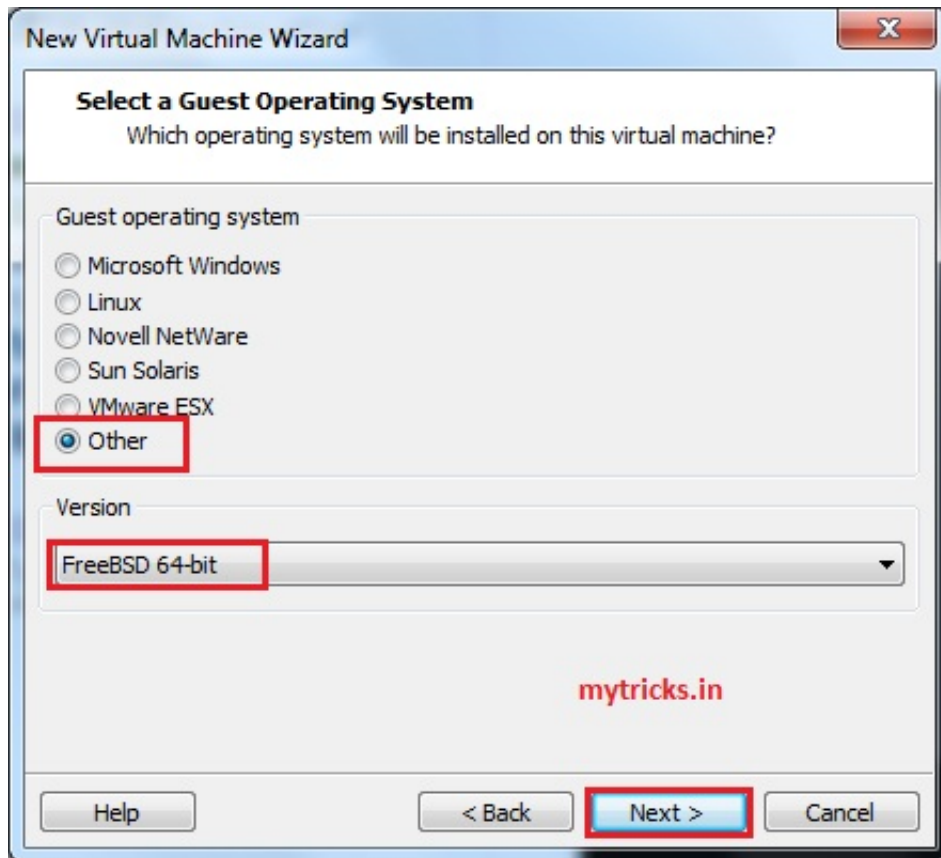 New Virtual Machine Wizard
Select a Guest Operating System
Which operating system will be installed on this virtual machine?
Guest operating system
Microsoft Windows
Linux
Novell NetWare
Sun Solaris
VMware ESX
Other
Version
FreeBSD 64-bit
mytricks.in
Help
< Back
Next >
Cancel